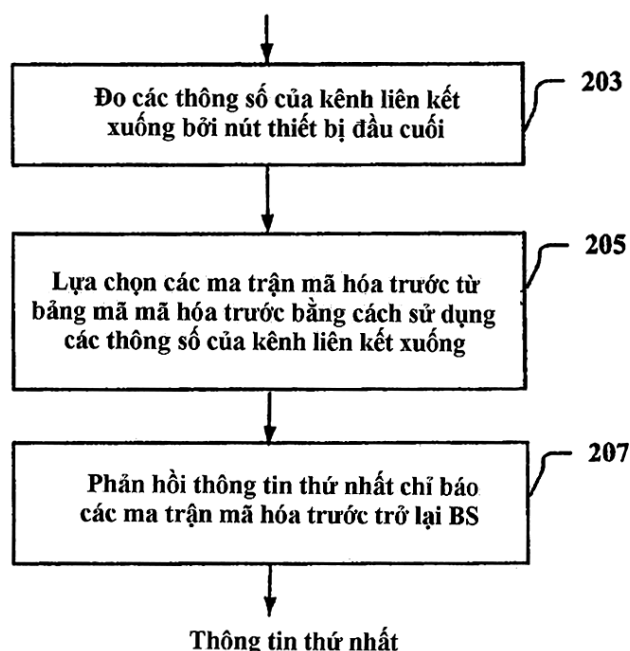 203
Đo các thông số của kênh liên kết
xuống bởi nút thiết bị đầu cuối
205
Lựa chọn các ma trận mã hóa trước từ
bảng mã mã hóa trước bằng cách sử dụng
các thông số của kênh liên kết xuống
207
Phản hồi thông tin thứ nhất chỉ báo
các ma trận mã hóa trước trở lại BS
Thông tin thứ nhất